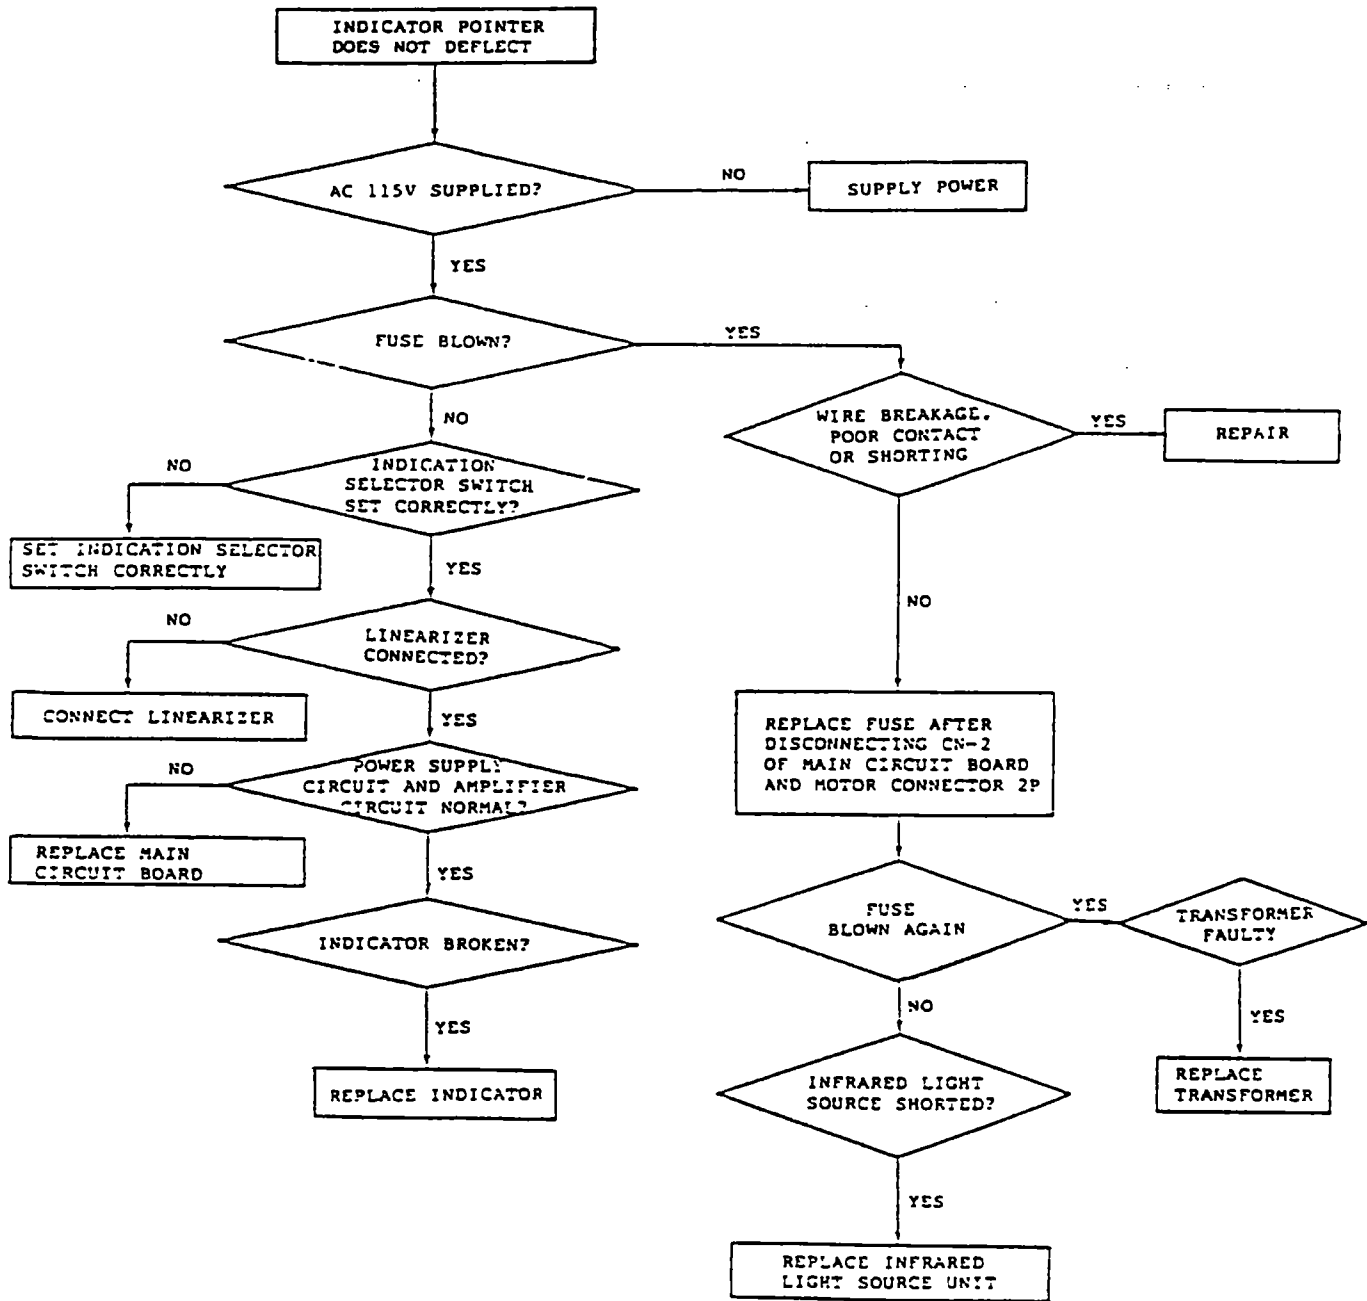 INDICATOR POINTER
DOES NOT DEFLECT
AC 115V SUPPLIED?
NO
SUPPLY POWER
YES
FUSE BLOWN?
YES
WIRE BREAKAGE.
POOR CONTACT
OR SHORTING
YES
REPAIR
NO
INDICATION
SELECTOR SWITCH
SET CORRECTLY?
NO
SET INDICATION SELECTOR
SWITCH CORRECTLY
YES
LINEARIZER
CONNECTED?
NO
CONNECT LINEARIZER
YES
POWER SUPPLY
CIRCUIT AND AMPLIFIER
CIRCUIT NORMAL?
NO
REPLACE MAIN
CIRCUIT BOARD
YES
INDICATOR BROKEN?
YES
REPLACE INDICATOR
NO
REPLACE FUSE AFTER
DISCONNECTING CN-2
OF MAIN CIRCUIT BOARD
AND MOTOR CONNECTOR 2P
FUSE
BLOWN AGAIN
YES
TRANSFORMER
FAULTY
YES
REPLACE
TRANSFORMER
NO
INFRARED LIGHT
SOURCE SHORTED?
YES
REPLACE INFRARED
LIGHT SOURCE UNIT